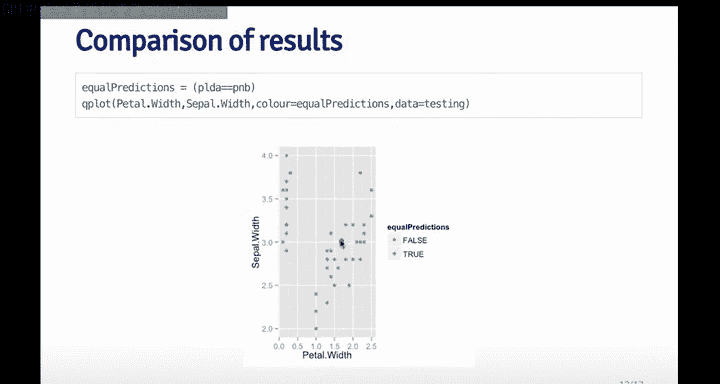 Comparison of results
equalPredictions = (plda==pnb)
qplot(Petal.Width,Sepal.Width,colour=equalPredictions,data=testing)
4.0
3.5
3.0
2.5
2.0
Sepal.Width
0.0 0.5 1.0 1.5 2.0 2.5
Petal.Width
equalPredictions
FALSE
TRUE